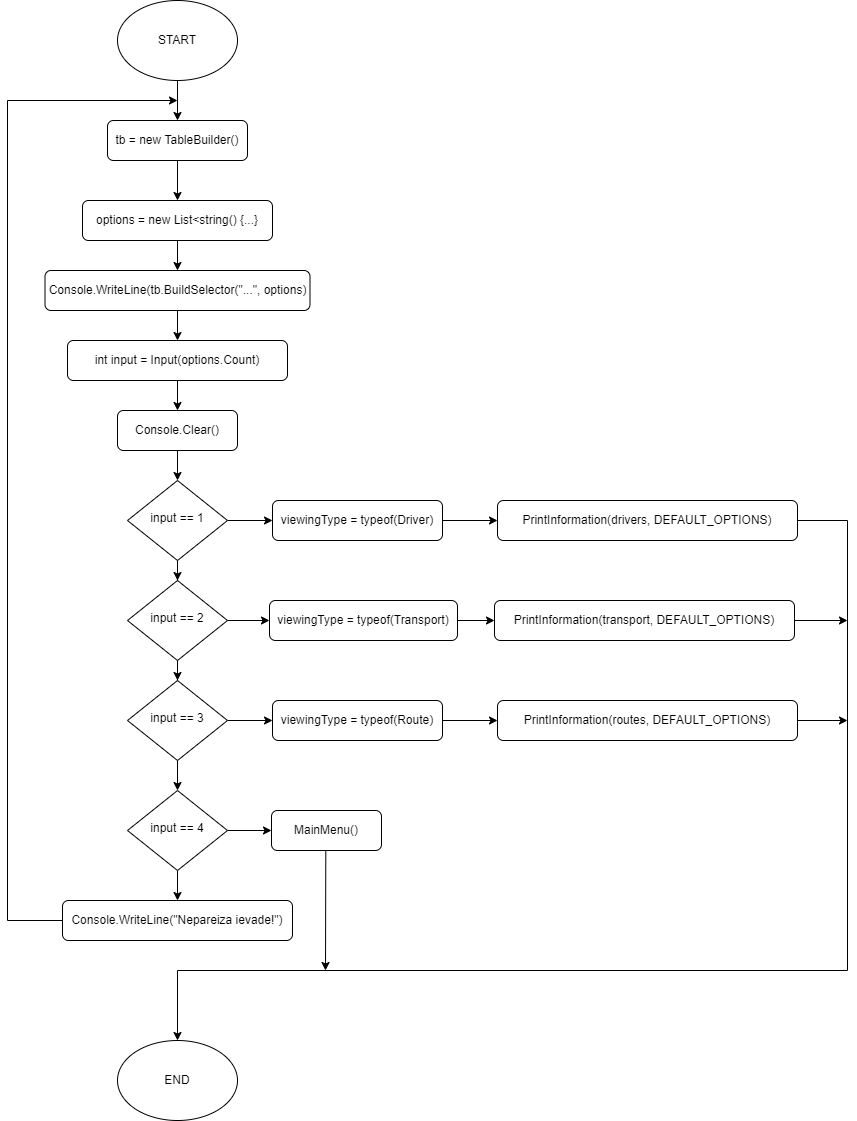 START
tb = new TableBuilder()
options = new List<string() {...}
Console.WriteLine(tb.BuildSelector("...", options)
int input = Input(options.Count)
Console.Clear()
input == 1
viewingType = typeof(Driver)
PrintInformation(drivers, DEFAULT_OPTIONS)
input == 2
viewingType = typeof(Transport)
PrintInformation(transport, DEFAULT_OPTIONS)
input == 3
viewingType = typeof(Route)
PrintInformation(routes, DEFAULT_OPTIONS)
input == 4
MainMenu()
Console.WriteLine("Nepareiza ievade!")
END